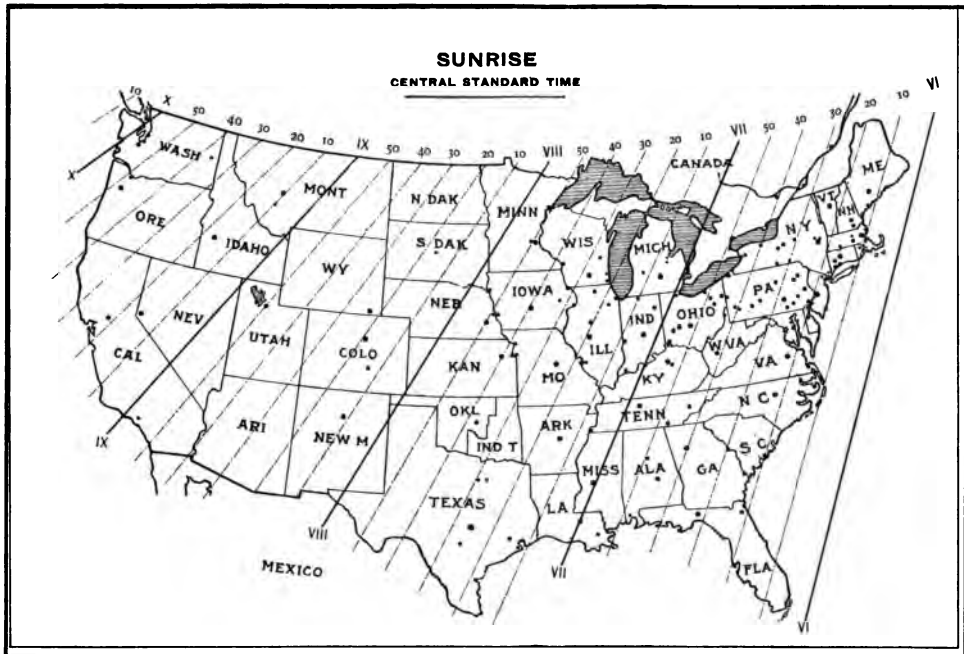 SUNRISE
CENTRAL STANDARD TIME
10 X 50 40 30 20 10 IX 50 40 30 20 10 VIII 50 40 30 20 10 VII 50 40 30 20 10 VI
CANADA
X
WASH
MONT
N DAK
MINN
ME
VT
NH
ORE
IDAHO
S DAK
WIS
MICH
N Y
WY
NEB
IOWA
PA
NEV
UTAH
COLO
KAN
ILL
IND
OHIO
W VA
CAL
MO
KY
VA
IX
ARI
NEW M
OKL
IND T
ARK
TENN
N C
S C
TEXAS
LA
MISS
ALA
GA
VIII
VII
FLA
MEXICO
VI